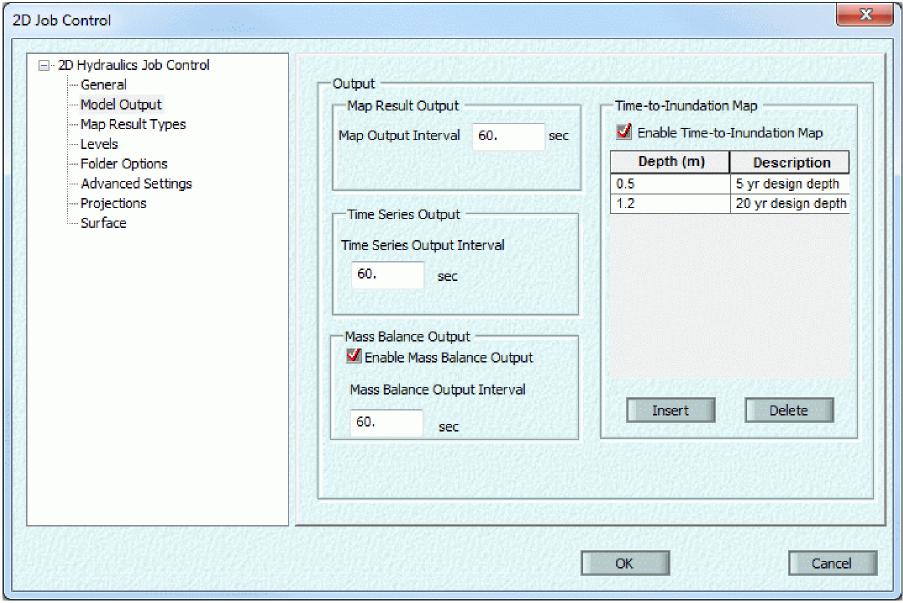 2D Job Control
2D Hydraulics Job Control
General
Model Output
Map Result Types
Levels
Folder Options
Advanced Settings
Projections
Surface
Output
Map Result Output
Map Output Interval 60. sec
Time Series Output
Time Series Output Interval
60. sec
Mass Balance Output
Enable Mass Balance Output
Mass Balance Output Interval
60. sec
Time-to-Inundation Map
Enable Time-to-Inundation Map
Depth (m) Description
0.5 5 yr design depth
1.2 20 yr design depth
Insert Delete
OK Cancel